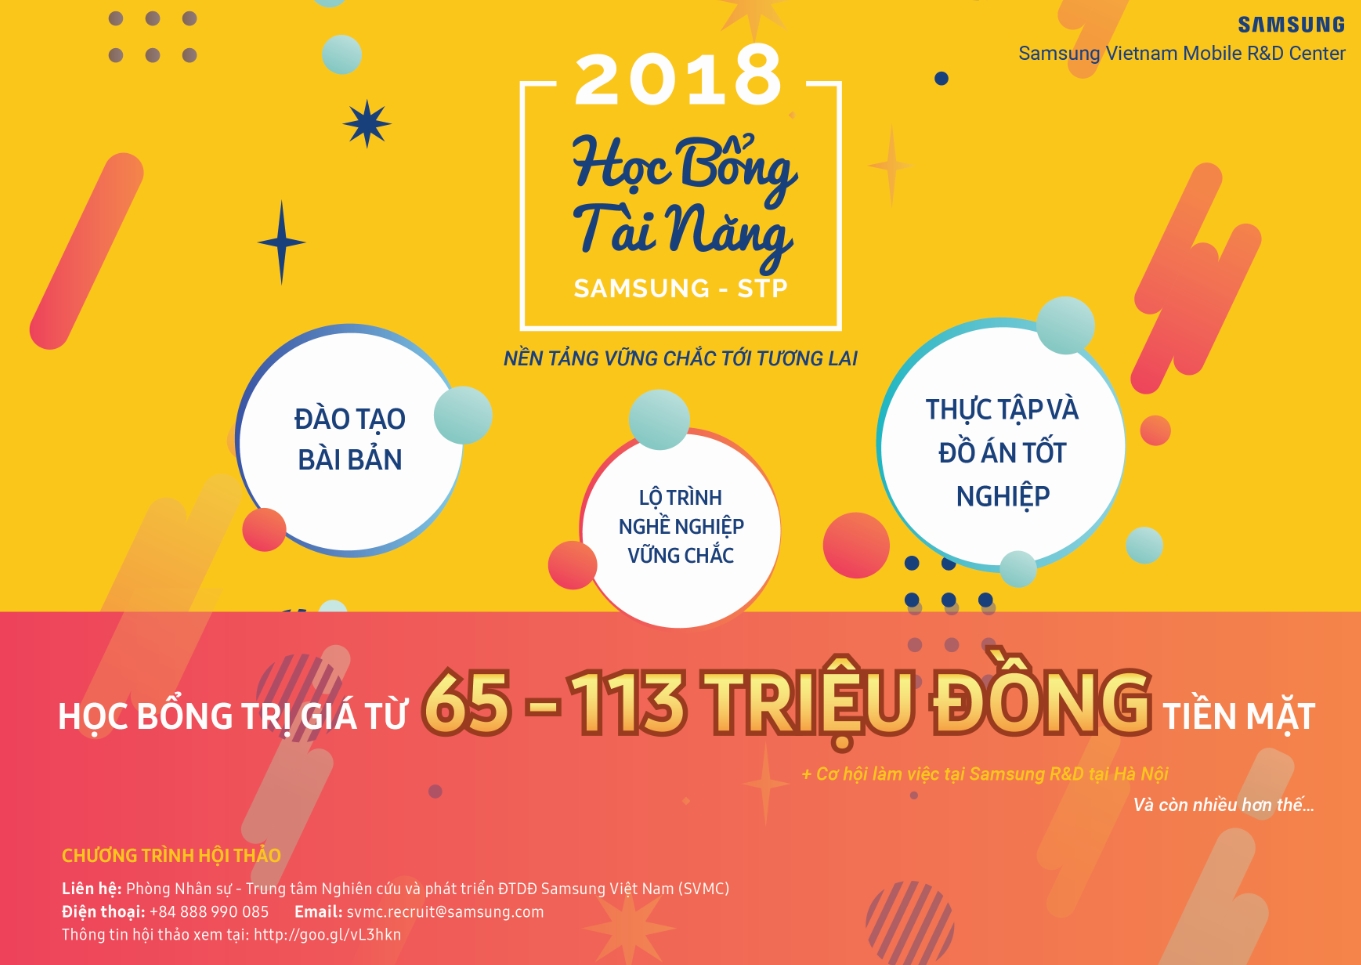 SAMSUNG
Samsung Vietnam Mobile R&D Center
2018
Học Bổng
Tài Năng
SAMSUNG - STP
NỀN TẢNG VỮNG CHẮC TỚI TƯƠNG LAI
ĐÀO TẠO
BÀI BẢN
LỘ TRÌNH
NGHỀ NGHIỆP
VỮNG CHẮC
THỰC TẬP VÀ
ĐỒ ÁN TỐT
NGHIỆP
HỌC BỔNG TRỊ GIÁ TỪ 65 - 113 TRIỆU ĐỒNG TIỀN MẶT
+ Cơ hội làm việc tại Samsung R&D tại Hà Nội
Và còn nhiều hơn thế...
CHƯƠNG TRÌNH HỘI THẢO
Liên hệ: Phòng Nhân sự - Trung tâm Nghiên cứu và phát triển ĐTDĐ Samsung Việt Nam (SVMC)
Điện thoại: +84 888 990 085 Email: svmc.recruit@samsung.com
Thông tin hội thảo xem tại: http://goo.gl/vL3hkn